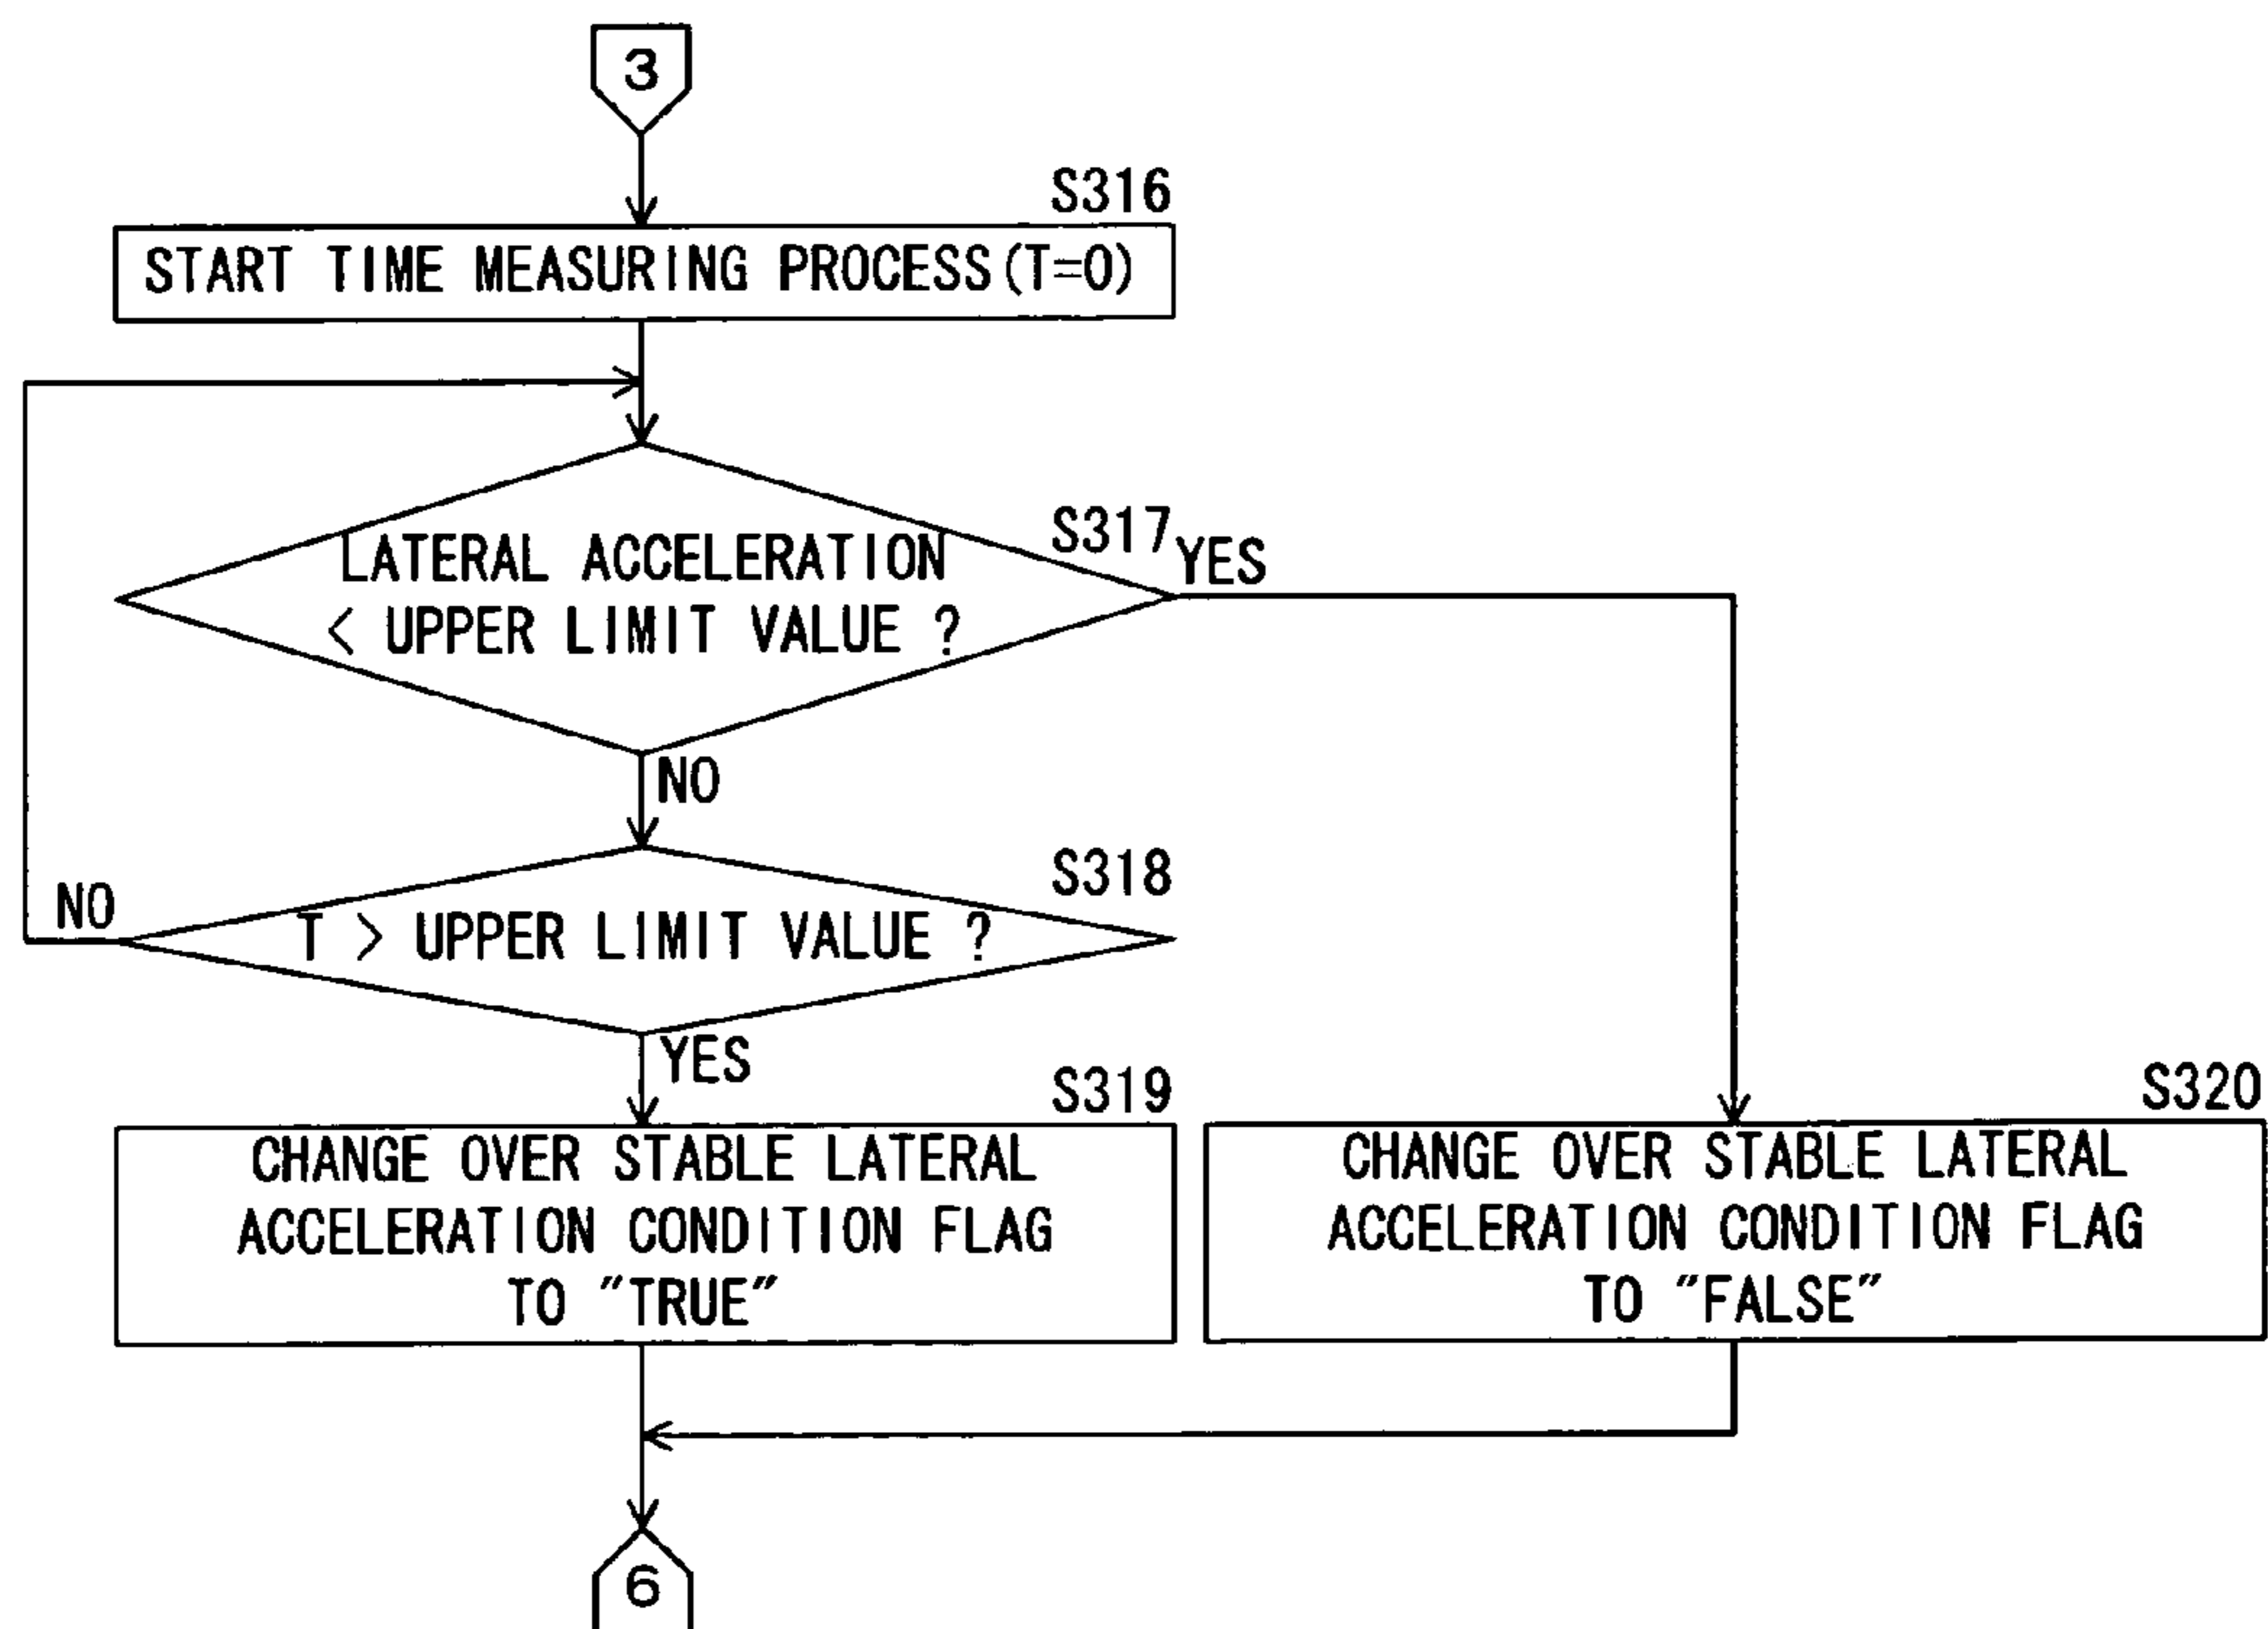 3
S316
START TIME MEASURING PROCESS(T=0)
S317
YES
LATERAL ACCELERATION
< UPPER LIMIT VALUE ?
NO
S318
NO
T > UPPER LIMIT VALUE ?
YES
S319
CHANGE OVER STABLE LATERAL
ACCELERATION CONDITION FLAG
TO "TRUE"
S320
CHANGE OVER STABLE LATERAL
ACCELERATION CONDITION FLAG
TO "FALSE"
6